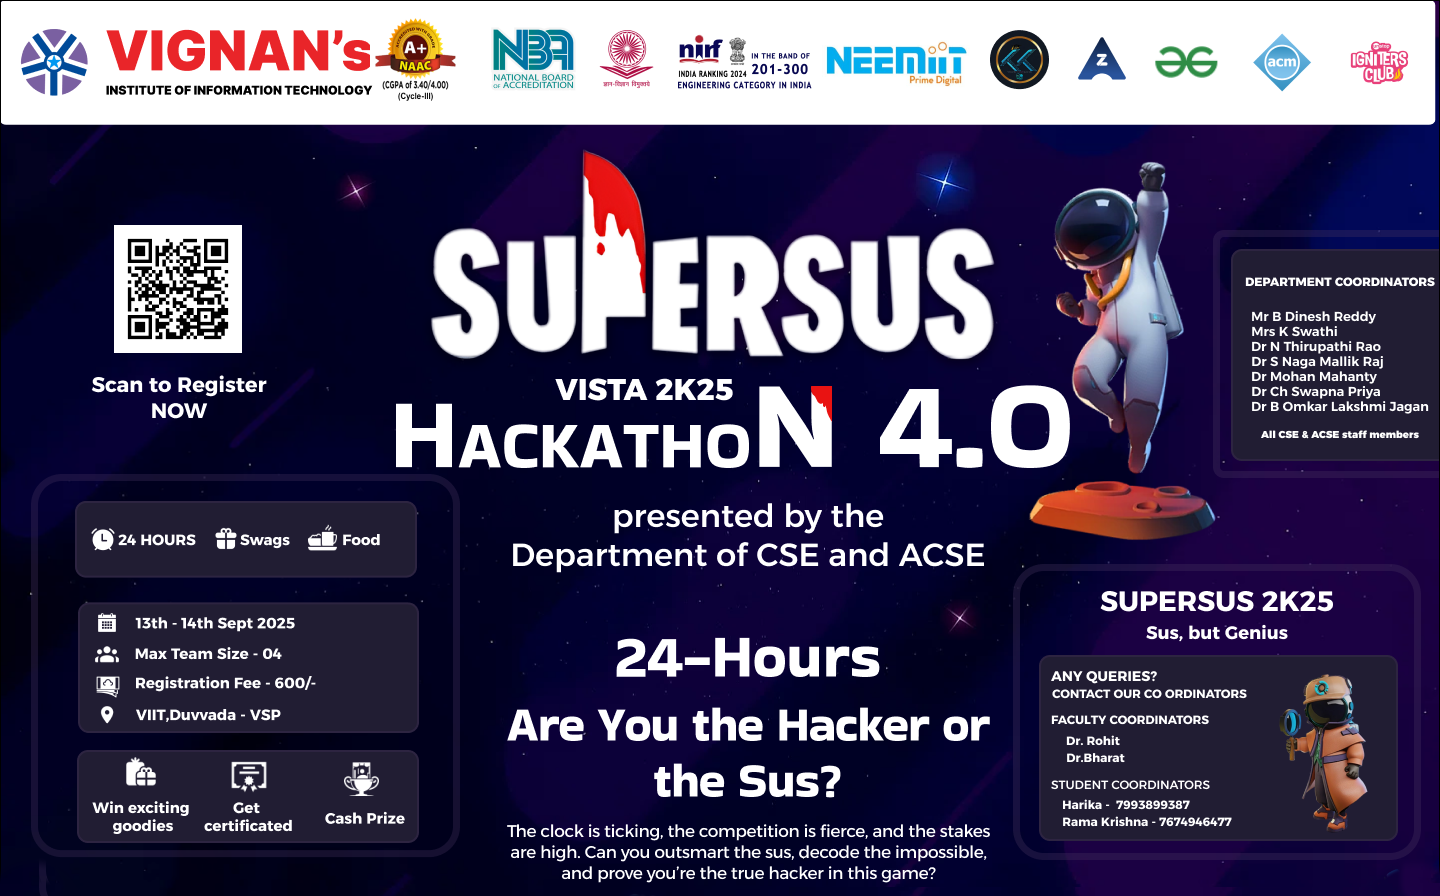 VIGNAN's
INSTITUTE OF INFORMATION TECHNOLOGY
ACCREDITED WITH GRADE
A+
NAAC
(CGPA of 3.40/4.00)
(Cycle-III)
NBA
NATIONAL BOARD
OF ACCREDITATION
ज्ञान-विज्ञान विमुक्तये
nirf
INDIA RANKING 2024
IN THE BAND OF
201-300
ENGINEERING CATEGORY IN INDIA
NEEMIIT
Prime Digital
Z
acm
IGNITERS
CLUB
SUPERSUS
VISTA 2K25
HACKATHON 4.0
presented by the
Department of CSE and ACSE
Scan to Register
NOW
24 HOURS
Swags
Food
13th - 14th Sept 2025
Max Team Size - 04
Registration Fee - 600/-
VIIT,Duvvada - VSP
Win exciting
goodies
Get
certificated
Cash Prize
24-Hours
Are You the Hacker or
the Sus?
The clock is ticking, the competition is fierce, and the stakes
are high. Can you outsmart the sus, decode the impossible,
and prove you're the true hacker in this game?
DEPARTMENT COORDINATORS
Mr B Dinesh Reddy
Mrs K Swathi
Dr N Thirupathi Rao
Dr S Naga Mallik Raj
Dr Mohan Mahanty
Dr Ch Swapna Priya
Dr B Omkar Lakshmi Jagan
All CSE & ACSE staff members
SUPERSUS 2K25
Sus, but Genius
ANY QUERIES?
CONTACT OUR CO ORDINATORS
FACULTY COORDINATORS
Dr. Rohit
Dr.Bharat
STUDENT COORDINATORS
Harika - 7993899387
Rama Krishna - 7674946477